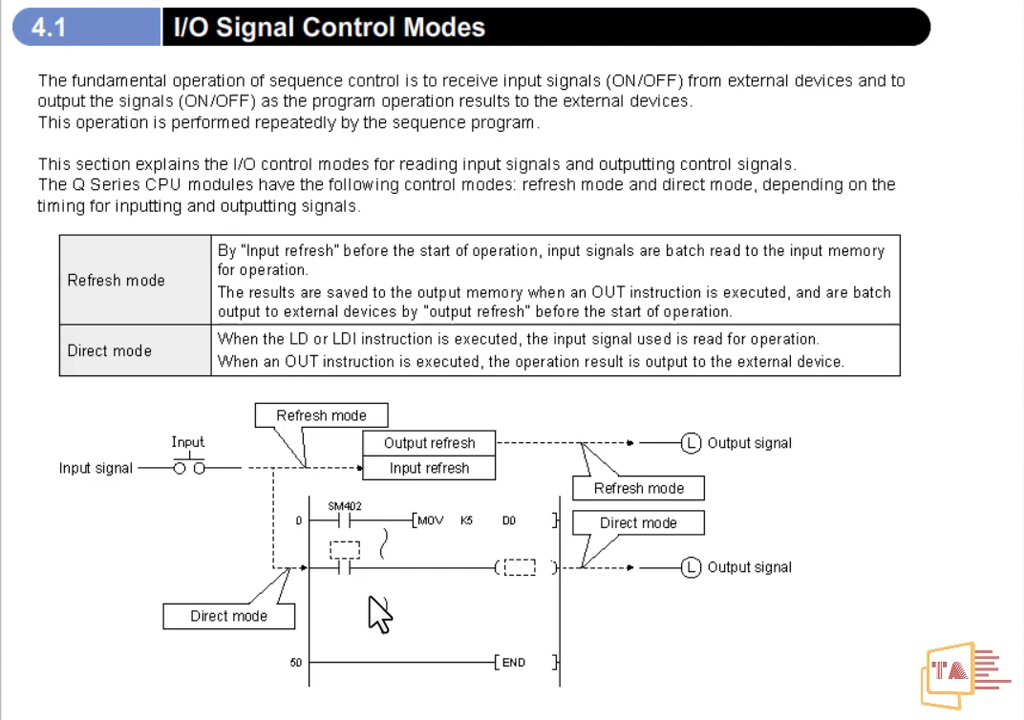 4.1 I/O Signal Control Modes
The fundamental operation of sequence control is to receive input signals (ON/OFF) from external devices and to
output the signals (ON/OFF) as the program operation results to the external devices.
This operation is performed repeatedly by the sequence program.
This section explains the I/O control modes for reading input signals and outputting control signals.
The Q Series CPU modules have the following control modes: refresh mode and direct mode, depending on the
timing for inputting and outputting signals.
Refresh mode
By "Input refresh" before the start of operation, input signals are batch read to the input memory
for operation.
The results are saved to the output memory when an OUT instruction is executed, and are batch
output to external devices by "output refresh" before the start of operation.
Direct mode
When the LD or LDI instruction is executed, the input signal used is read for operation.
When an OUT instruction is executed, the operation result is output to the external device.
Refresh mode
Input
Output refresh
L Output signal
Input signal
Input refresh
Refresh mode
SM402
0 MOV K5 D0
Direct mode
L Output signal
Direct mode
50 END
TA